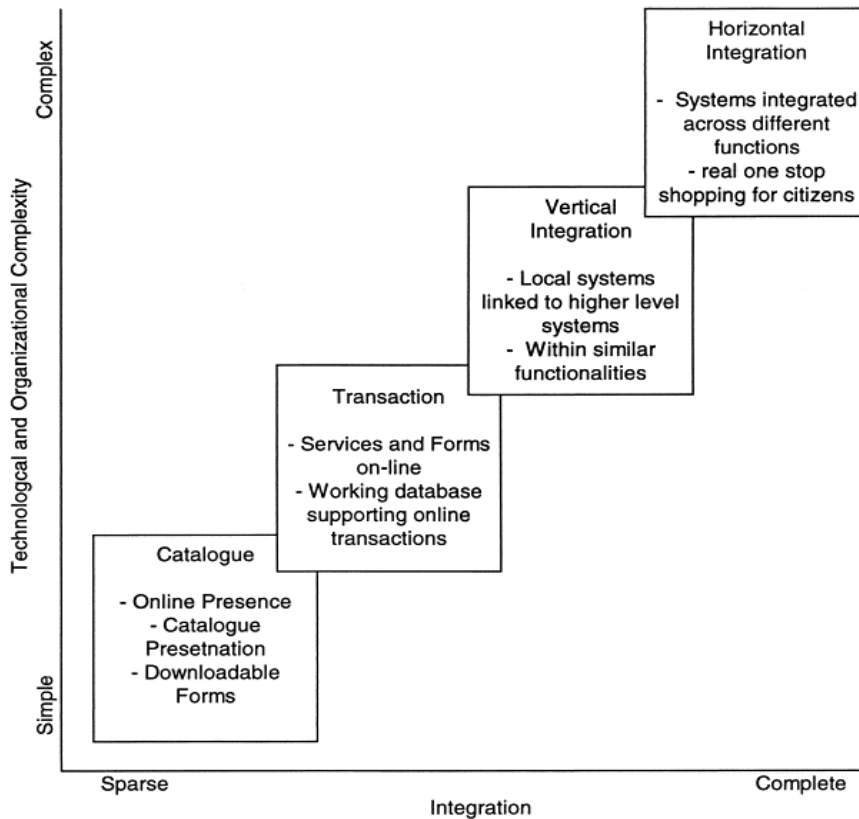 Horizontal
Integration
- Systems integrated
across different
functions
- real one stop
shopping for citizens
Vertical
Integration
- Local systems
linked to higher level
systems
- Within similar
functionalities
Transaction
- Services and Forms
on-line
- Working database
supporting online
transactions
Catalogue
- Online Presence
- Catalogue
Presetnation
- Downloadable
Forms
Complex
Technologcal and Organizational Complexity
Simple
Sparse
Complete
Integration